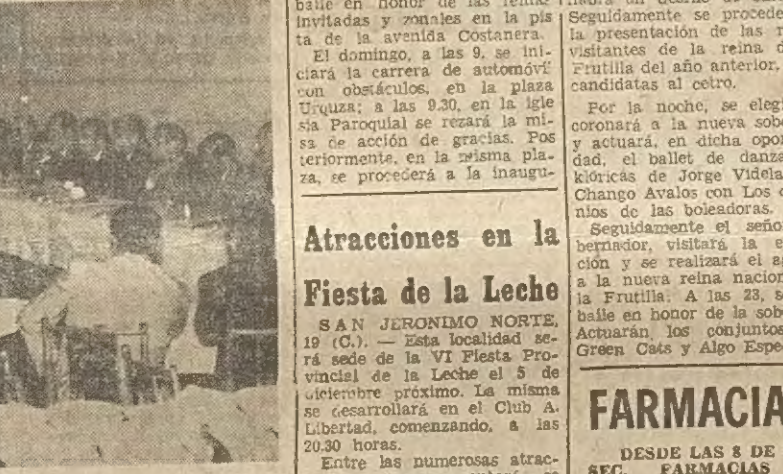 baile en honor de las reinas
invitadas y zonales en la pis
ta de la avenida Costanera.
El domingo, a las 9, se ini-
ciará la carrera de automóvi
con obstáculos, en la plaza
Urquza; a las 9.30, en la igle
sia Paroquial se rezará la mi-
sa de acción de gracias. Pos
teriormente, en la misma pla-
za, se procederá a la inaugu-
Atracciones en la
Fiesta de la Leche
SAN JERONIMO NORTE,
19 (C.). — Esta localidad se-
rá sede de la VI Fiesta Pro-
vincial de la Leche el 5 de
diciembre próximo. La misma
se desarrollará en el Club A.
Libertad, comenzando, a las
20.30 horas.
Entre las numerosas atrac-
Seguidamente se procede
la presentación de las
visitantes de la reina d
Frutilla del año anterior.
candidatas al cetro.
Por la noche, se eleg
coronará a la nueva sob
y actuará, en dicha opor
dad, el ballet de danza
klóricas de Jorge Videla
Chango Avalos con Los
nios de las boleadoras.
Seguidamente el seño
bernador, visitará la e
ción y se realizará el a
a la nueva reina nacion
la Frutilla. A las 23, s
baile en honor de la sob
Actuarán los conjuntos
Green Cats y Algo Espe
FARMACIA
DESDE LAS 8 DE
SEC. FARMACIAS